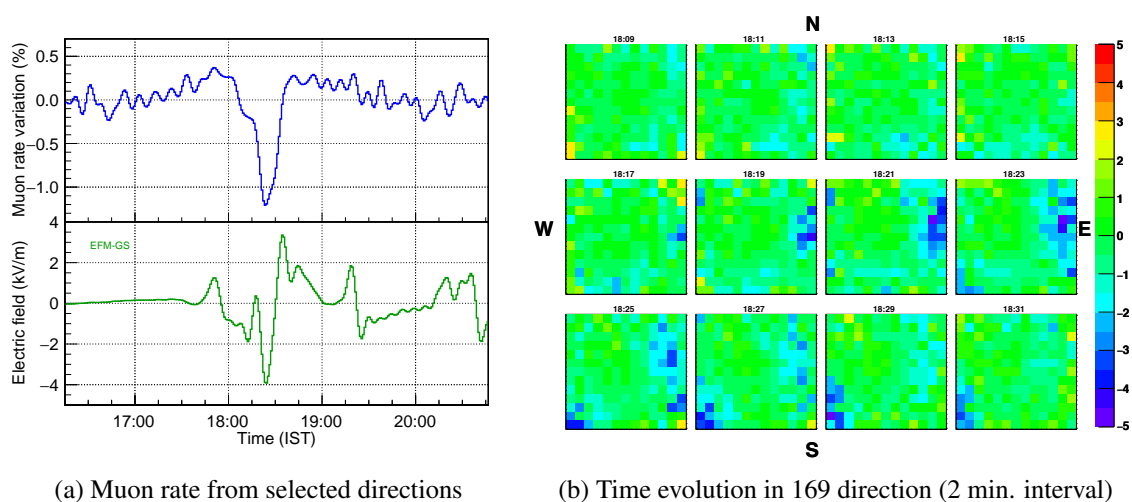 Muon rate variation (%)
0.5
0.0
−0.5
−1.0
Electric field (kV/m)
4
2
0
−2
−4
EFM-GS
17:00 18:00 19:00 20:00
Time (IST)
(a) Muon rate from selected directions
N
W
E
S
18:09 18:11 18:13 18:15
18:17 18:19 18:21 18:23
18:25 18:27 18:29 18:31
5
4
3
2
1
0
-1
-2
-3
-4
-5
(b) Time evolution in 169 direction (2 min. interval)